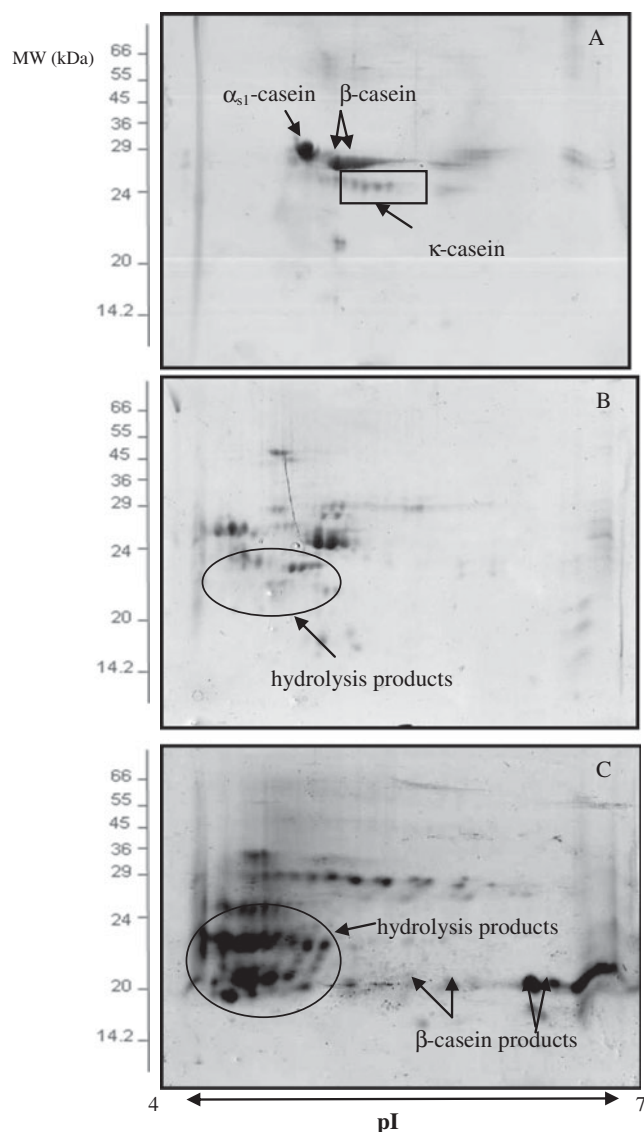 A
MW (kDa)
66
55
45
36
29
24
20
14.2
αs1-casein
β-casein
κ-casein
B
66
55
45
36
29
24
20
14.2
hydrolysis products
C
66
55
45
36
29
24
20
14.2
hydrolysis products
β-casein products
4
7
pI